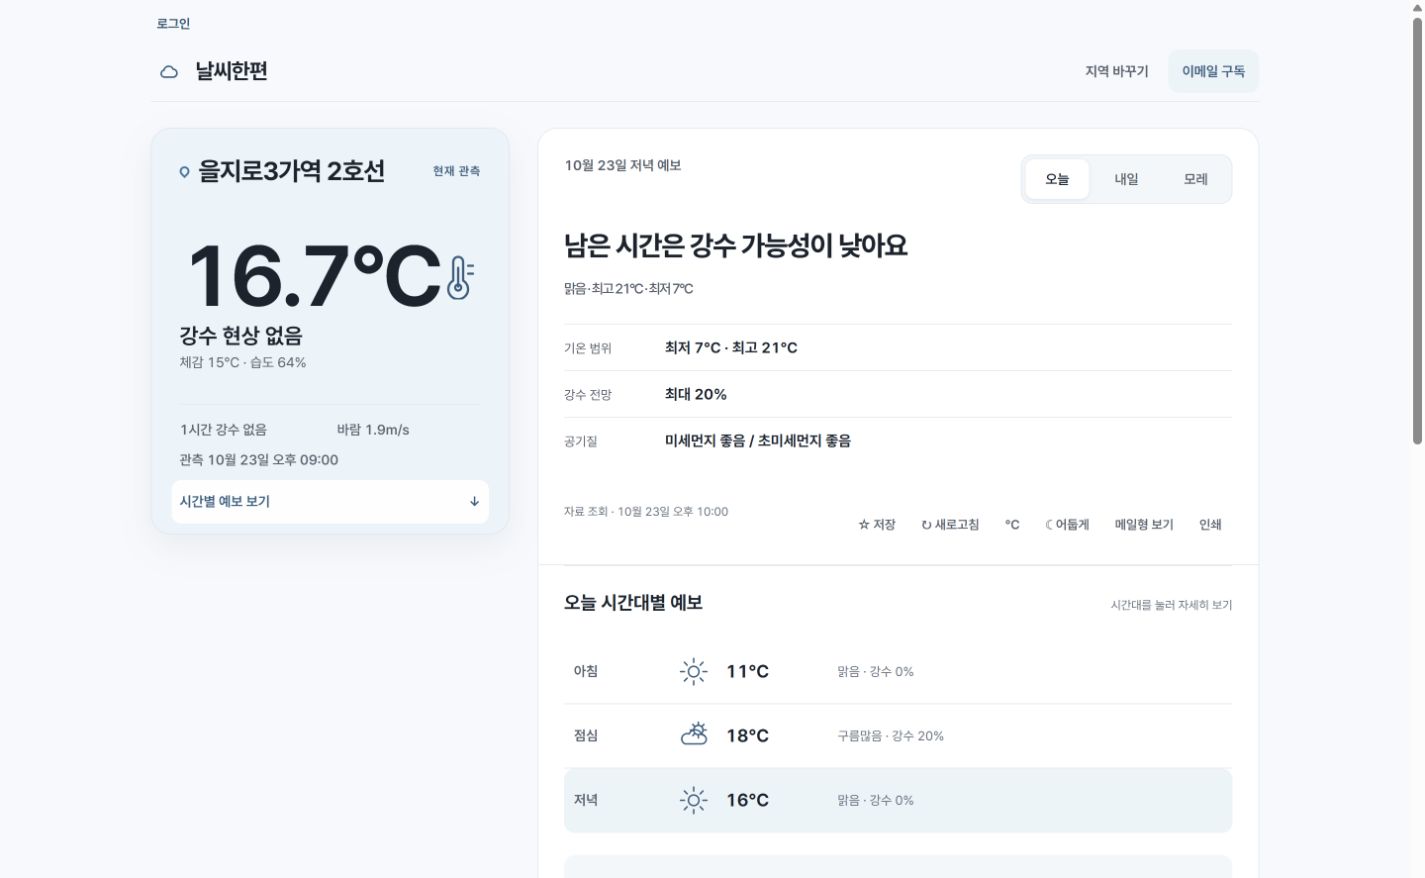 로그인
날씨한편
지역 바꾸기
이메일 구독
을지로3가역 2호선
현재 관측
16.7°C
강수 현상 없음
체감 15°C · 습도 64%
1시간 강수 없음
바람 1.9m/s
관측 10월 23일 오후 09:00
시간별 예보 보기 ↓
10월 23일 저녁 예보
오늘 내일 모레
남은 시간은 강수 가능성이 낮아요
맑음·최고 21°C·최저 7°C
기온 범위 최저 7°C · 최고 21°C
강수 전망 최대 20%
공기질 미세먼지 좋음 / 초미세먼지 좋음
자료 조회 · 10월 23일 오후 10:00
☆ 저장 ↻ 새로고침 °C ☾ 어둡게 메일형 보기 인쇄
오늘 시간대별 예보
시간대를 눌러 자세히 보기
아침 11°C 맑음 · 강수 0%
점심 18°C 구름많음 · 강수 20%
저녁 16°C 맑음 · 강수 0%